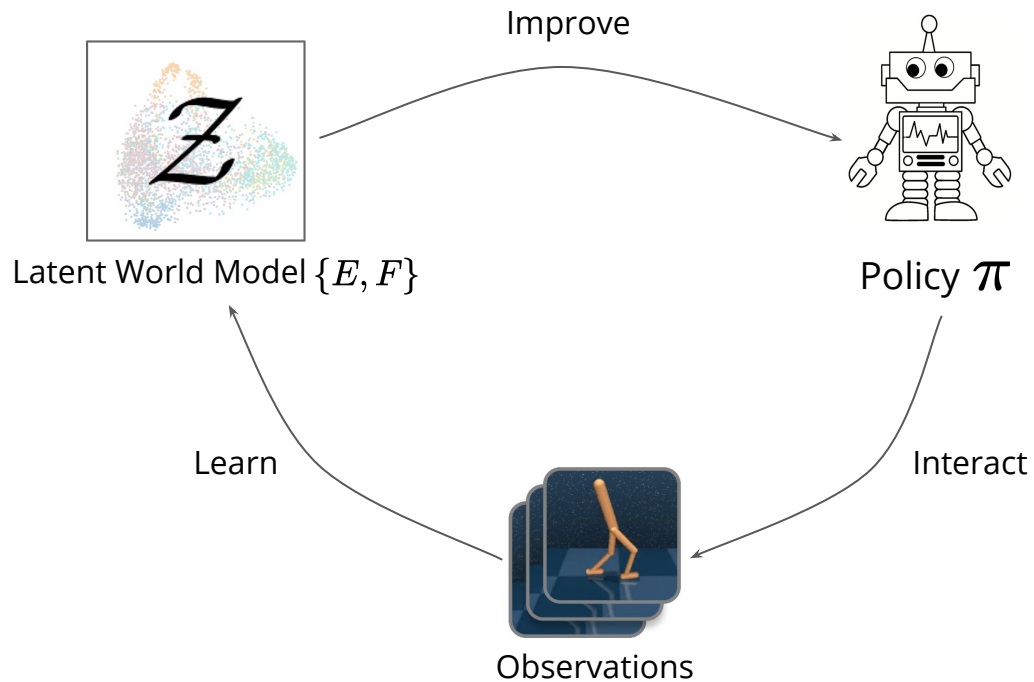 Improve
𝒵
Latent World Model {E, F}
Policy π
Learn
Interact
Observations